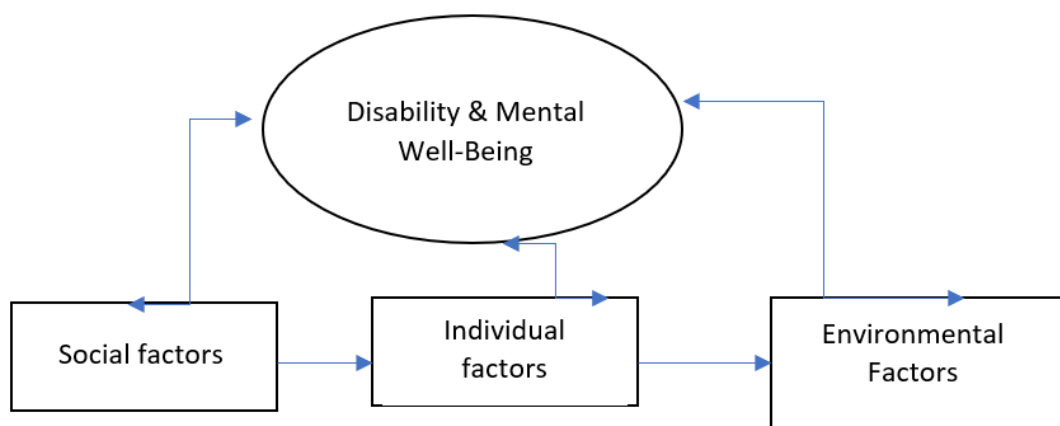 Disability & Mental
Well-Being
Social factors
Individual
factors
Environmental
Factors